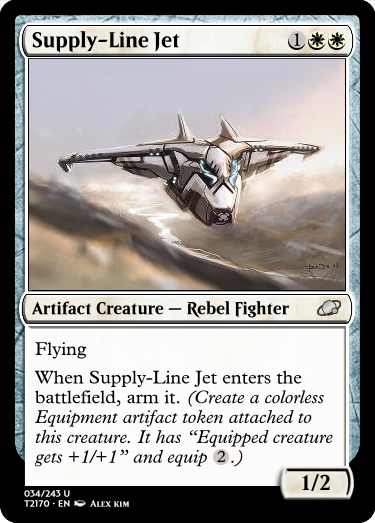 Supply-Line Jet 1
Artifact Creature — Rebel Fighter
Flying
When Supply-Line Jet enters the
battlefield, arm it. (Create a colorless
Equipment artifact token attached to
this creature. It has “Equipped creature
gets +1/+1” and equip 2.)
1/2
034/243 U
T2170 • EN Alex Kim